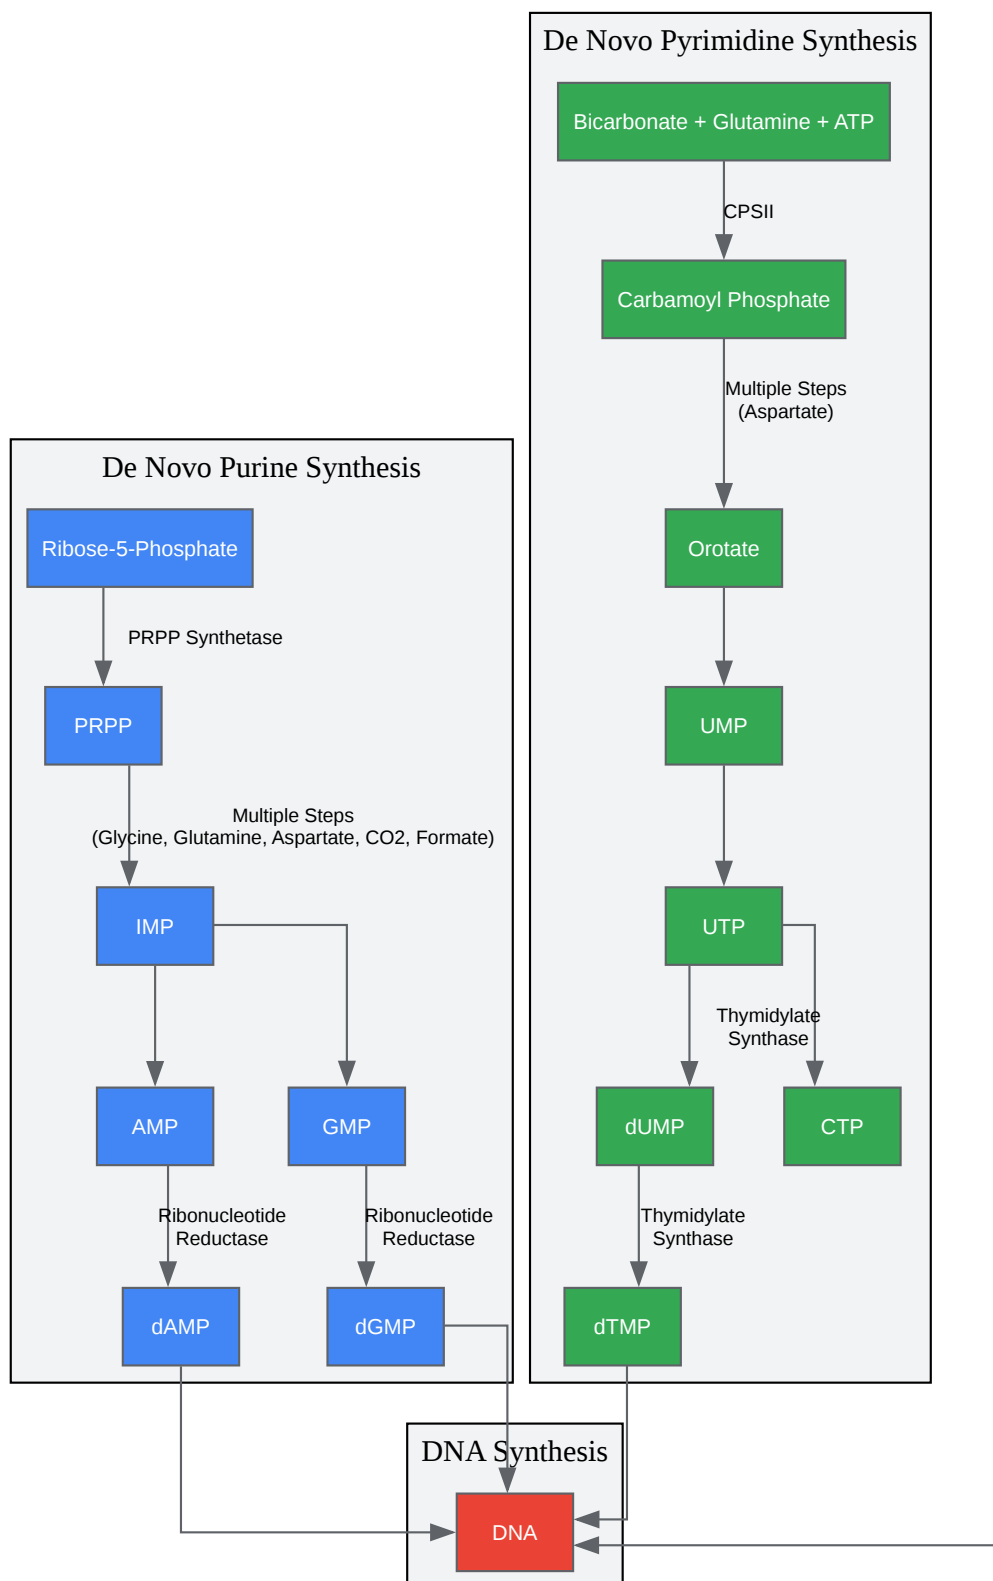 De Novo Pyrimidine Synthesis
Bicarbonate + Glutamine + ATP
CPSII
Carbamoyl Phosphate
Multiple Steps
(Aspartate)
Orotate
UMP
UTP
Thymidylate
Synthase
dUMP
CTP
Thymidylate
Synthase
dTMP
De Novo Purine Synthesis
Ribose-5-Phosphate
PRPP Synthetase
PRPP
Multiple Steps
(Glycine, Glutamine, Aspartate, CO2, Formate)
IMP
AMP
GMP
Ribonucleotide
Reductase
Ribonucleotide
Reductase
dAMP
dGMP
DNA Synthesis
DNA